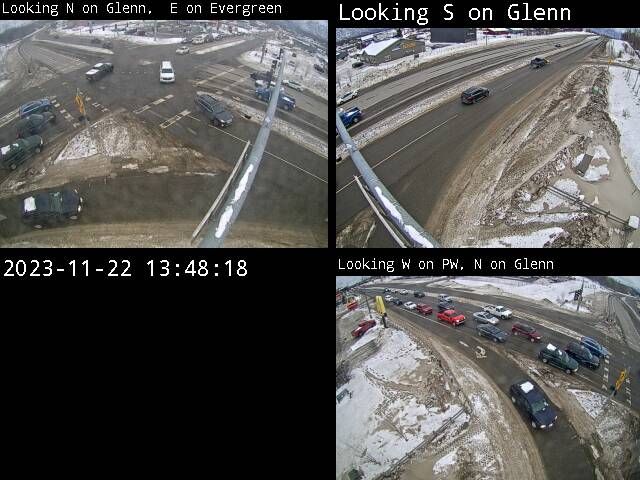 Looking N on Glenn, E on Evergreen
Looking S on Glenn
2023-11-22 13:48:18
Looking W on PW, N on Glenn